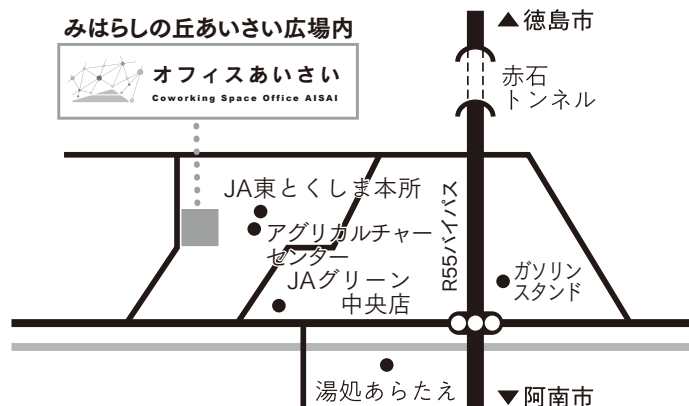 みはらしの丘あいさい広場内
オフィスあいさい
Coworking Space Office AISAI
▲徳島市
赤石
トンネル
JA東とくしま本所
アグリカルチャー
センター
JAグリーン
中央店
R55バイパス
ガソリン
スタンド
湯処あらたえ
▼阿南市